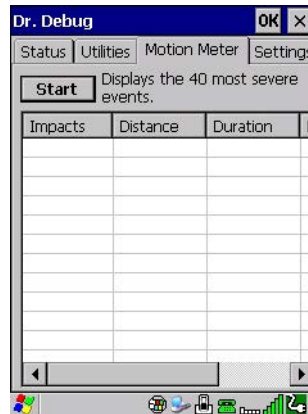 Dr. Debug OK ×
Status Utilities Motion Meter Settings
Start Displays the 40 most severe
events.
Impacts Distance Duration